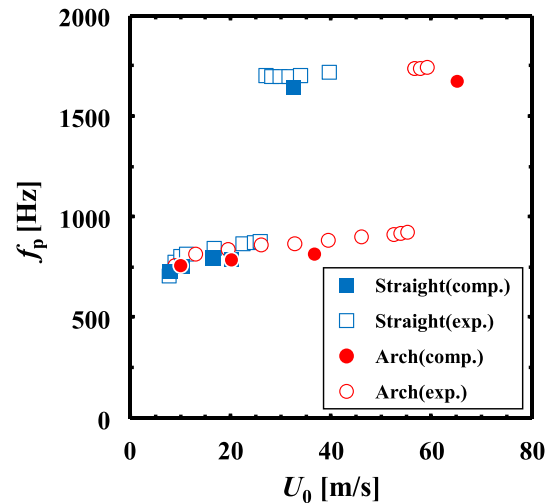 2000
1500
1000
500
0
f_p [Hz]
Straight(comp.)
Straight(exp.)
Arch(comp.)
Arch(exp.)
0 20 40 60 80
U_0 [m/s]